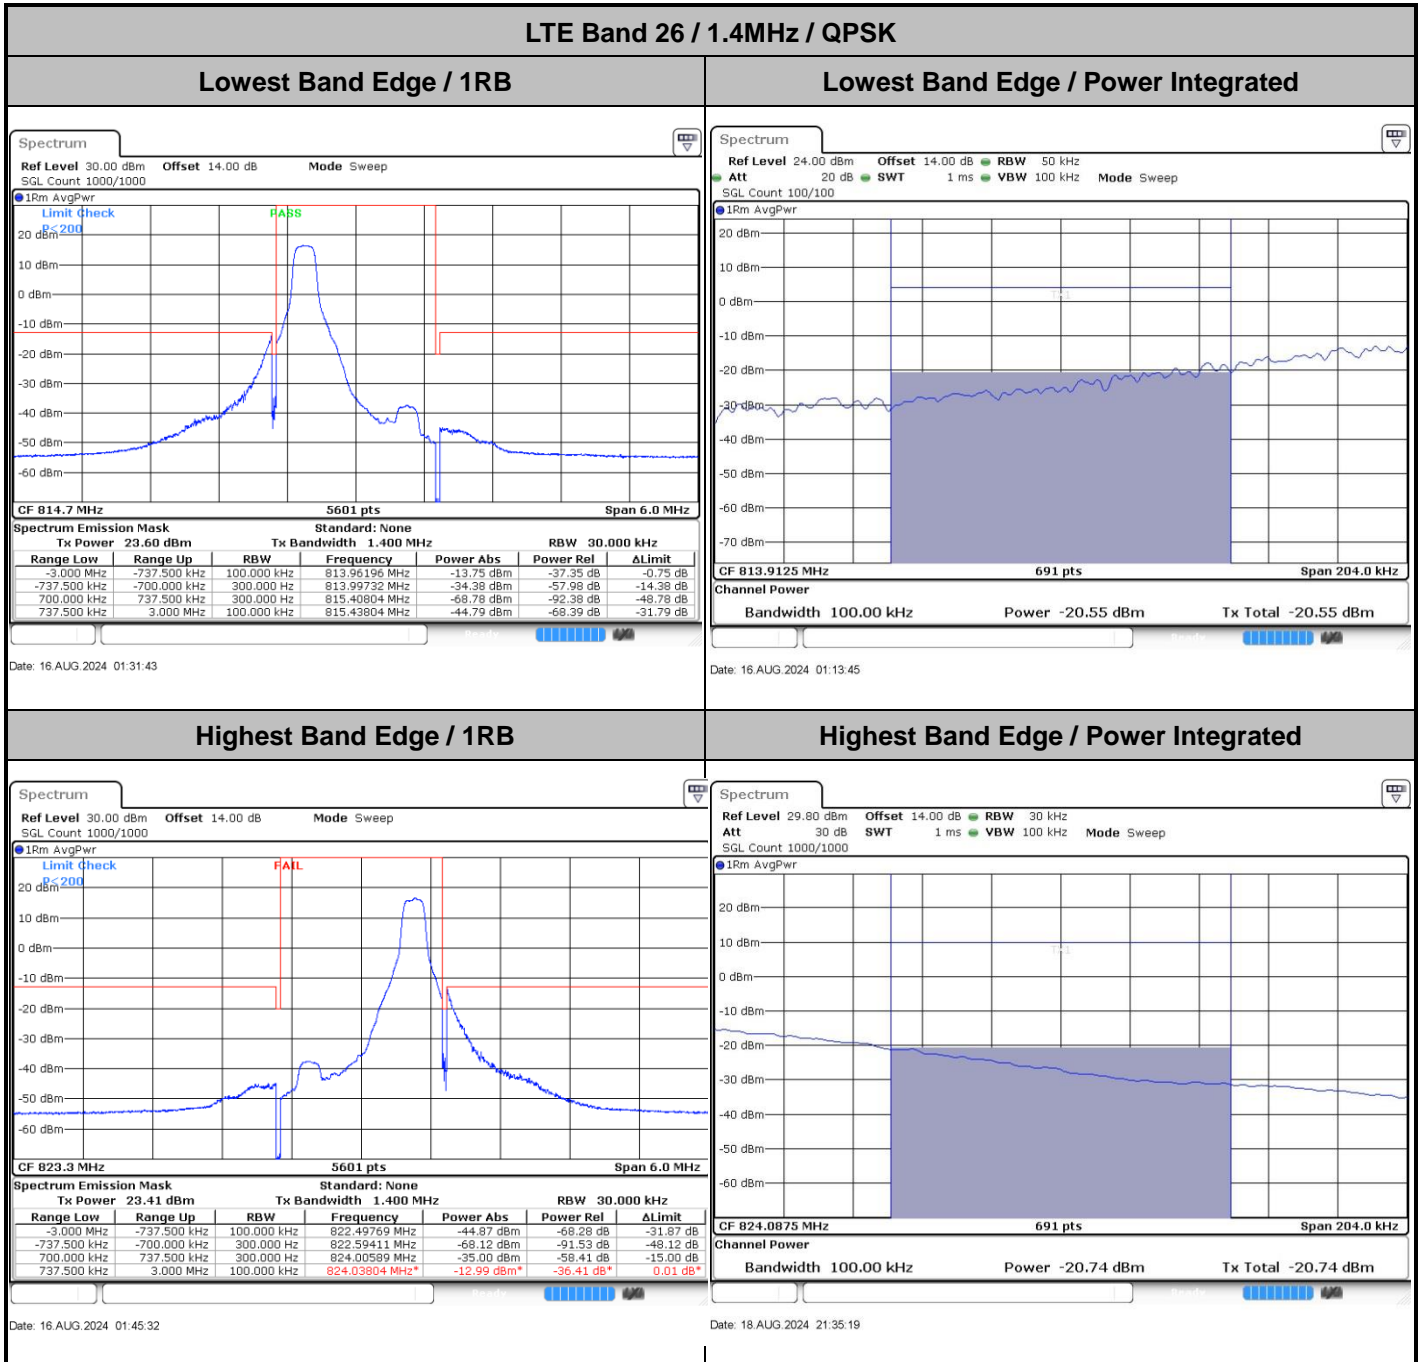 LTE Band 26 / 1.4MHz / QPSK
Lowest Band Edge / 1RB
Lowest Band Edge / Power Integrated
Spectrum
Ref Level 30.00 dBm Offset 14.00 dB Mode Sweep
SGL Count 1000/1000
1Rm AvgPwr
Limit Check PASS
P<200
20 dBm
10 dBm
0 dBm
-10 dBm
-20 dBm
-30 dBm
-40 dBm
-50 dBm
-60 dBm
CF 814.7 MHz 5601 pts Span 6.0 MHz
Spectrum Emission Mask Standard: None
Tx Power 23.60 dBm Tx Bandwidth 1.400 MHz RBW 30.000 kHz
Range Low Range Up RBW Frequency Power Abs Power Rel ΔLimit
-3.000 MHz -737.500 kHz 100.000 kHz 813.96196 MHz -13.75 dBm -37.35 dB -0.75 dB
-737.500 kHz -700.000 kHz 300.000 Hz 813.99732 MHz -34.38 dBm -57.98 dB -14.38 dB
700.000 kHz 737.500 kHz 300.000 Hz 815.40804 MHz -68.78 dBm -92.38 dB -48.78 dB
737.500 kHz 3.000 MHz 100.000 kHz 815.43804 MHz -44.79 dBm -68.39 dB -31.79 dB
Ready
Date: 16.AUG.2024 01:31:43
Spectrum
Ref Level 24.00 dBm Offset 14.00 dB RBW 50 kHz
Att 20 dB SWT 1 ms VBW 100 kHz Mode Sweep
SGL Count 100/100
1Rm AvgPwr
20 dBm
10 dBm
0 dBm
-10 dBm
-20 dBm
-30 dBm
-40 dBm
-50 dBm
-60 dBm
-70 dBm
CF 813.9125 MHz 691 pts Span 204.0 kHz
Channel Power
Bandwidth 100.00 kHz Power -20.55 dBm Tx Total -20.55 dBm
Date: 16.AUG.2024 01:13:45
Highest Band Edge / 1RB
Highest Band Edge / Power Integrated
Spectrum
Ref Level 30.00 dBm Offset 14.00 dB Mode Sweep
SGL Count 1000/1000
1Rm AvgPwr
Limit Check FAIL
P<200
20 dBm
10 dBm
0 dBm
-10 dBm
-20 dBm
-30 dBm
-40 dBm
-50 dBm
-60 dBm
CF 823.3 MHz 5601 pts Span 6.0 MHz
Spectrum Emission Mask Standard: None
Tx Power 23.41 dBm Tx Bandwidth 1.400 MHz RBW 30.000 kHz
Range Low Range Up RBW Frequency Power Abs Power Rel ΔLimit
-3.000 MHz -737.500 kHz 100.000 kHz 822.49769 MHz -44.87 dBm -68.28 dB -31.87 dB
-737.500 kHz -700.000 kHz 300.000 Hz 822.59411 MHz -68.12 dBm -91.53 dB -48.12 dB
700.000 kHz 737.500 kHz 300.000 Hz 824.00589 MHz -35.00 dBm -58.41 dB -15.00 dB
737.500 kHz 3.000 MHz 100.000 kHz 824.03804 MHz* -12.99 dBm* -36.41 dB* 0.01 dB*
Date: 16.AUG.2024 01:45:32
Spectrum
Ref Level 29.80 dBm Offset 14.00 dB RBW 30 kHz
Att 30 dB SWT 1 ms VBW 100 kHz Mode Sweep
SGL Count 1000/1000
1Rm AvgPwr
20 dBm
10 dBm
0 dBm
-10 dBm
-20 dBm
-30 dBm
-40 dBm
-50 dBm
-60 dBm
CF 824.0875 MHz 691 pts Span 204.0 kHz
Channel Power
Bandwidth 100.00 kHz Power -20.74 dBm Tx Total -20.74 dBm
Date: 18.AUG.2024 21:35:19